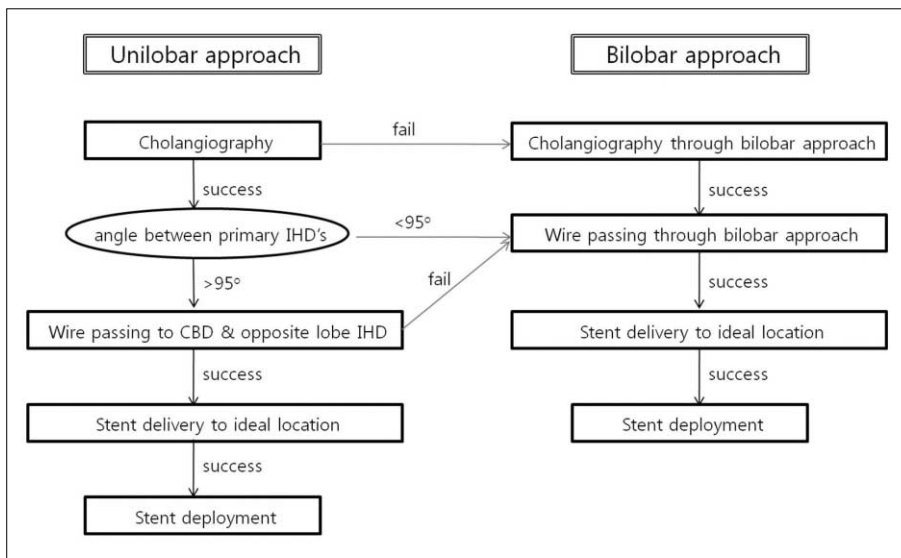 Unilobar approach
Bilobar approach
Cholangiography
fail
Cholangiography through bilobar approach
success
success
angle between primary IHD's
<95°
Wire passing through bilobar approach
fail
>95°
success
Wire passing to CBD & opposite lobe IHD
Stent delivery to ideal location
success
success
Stent delivery to ideal location
Stent deployment
success
Stent deployment